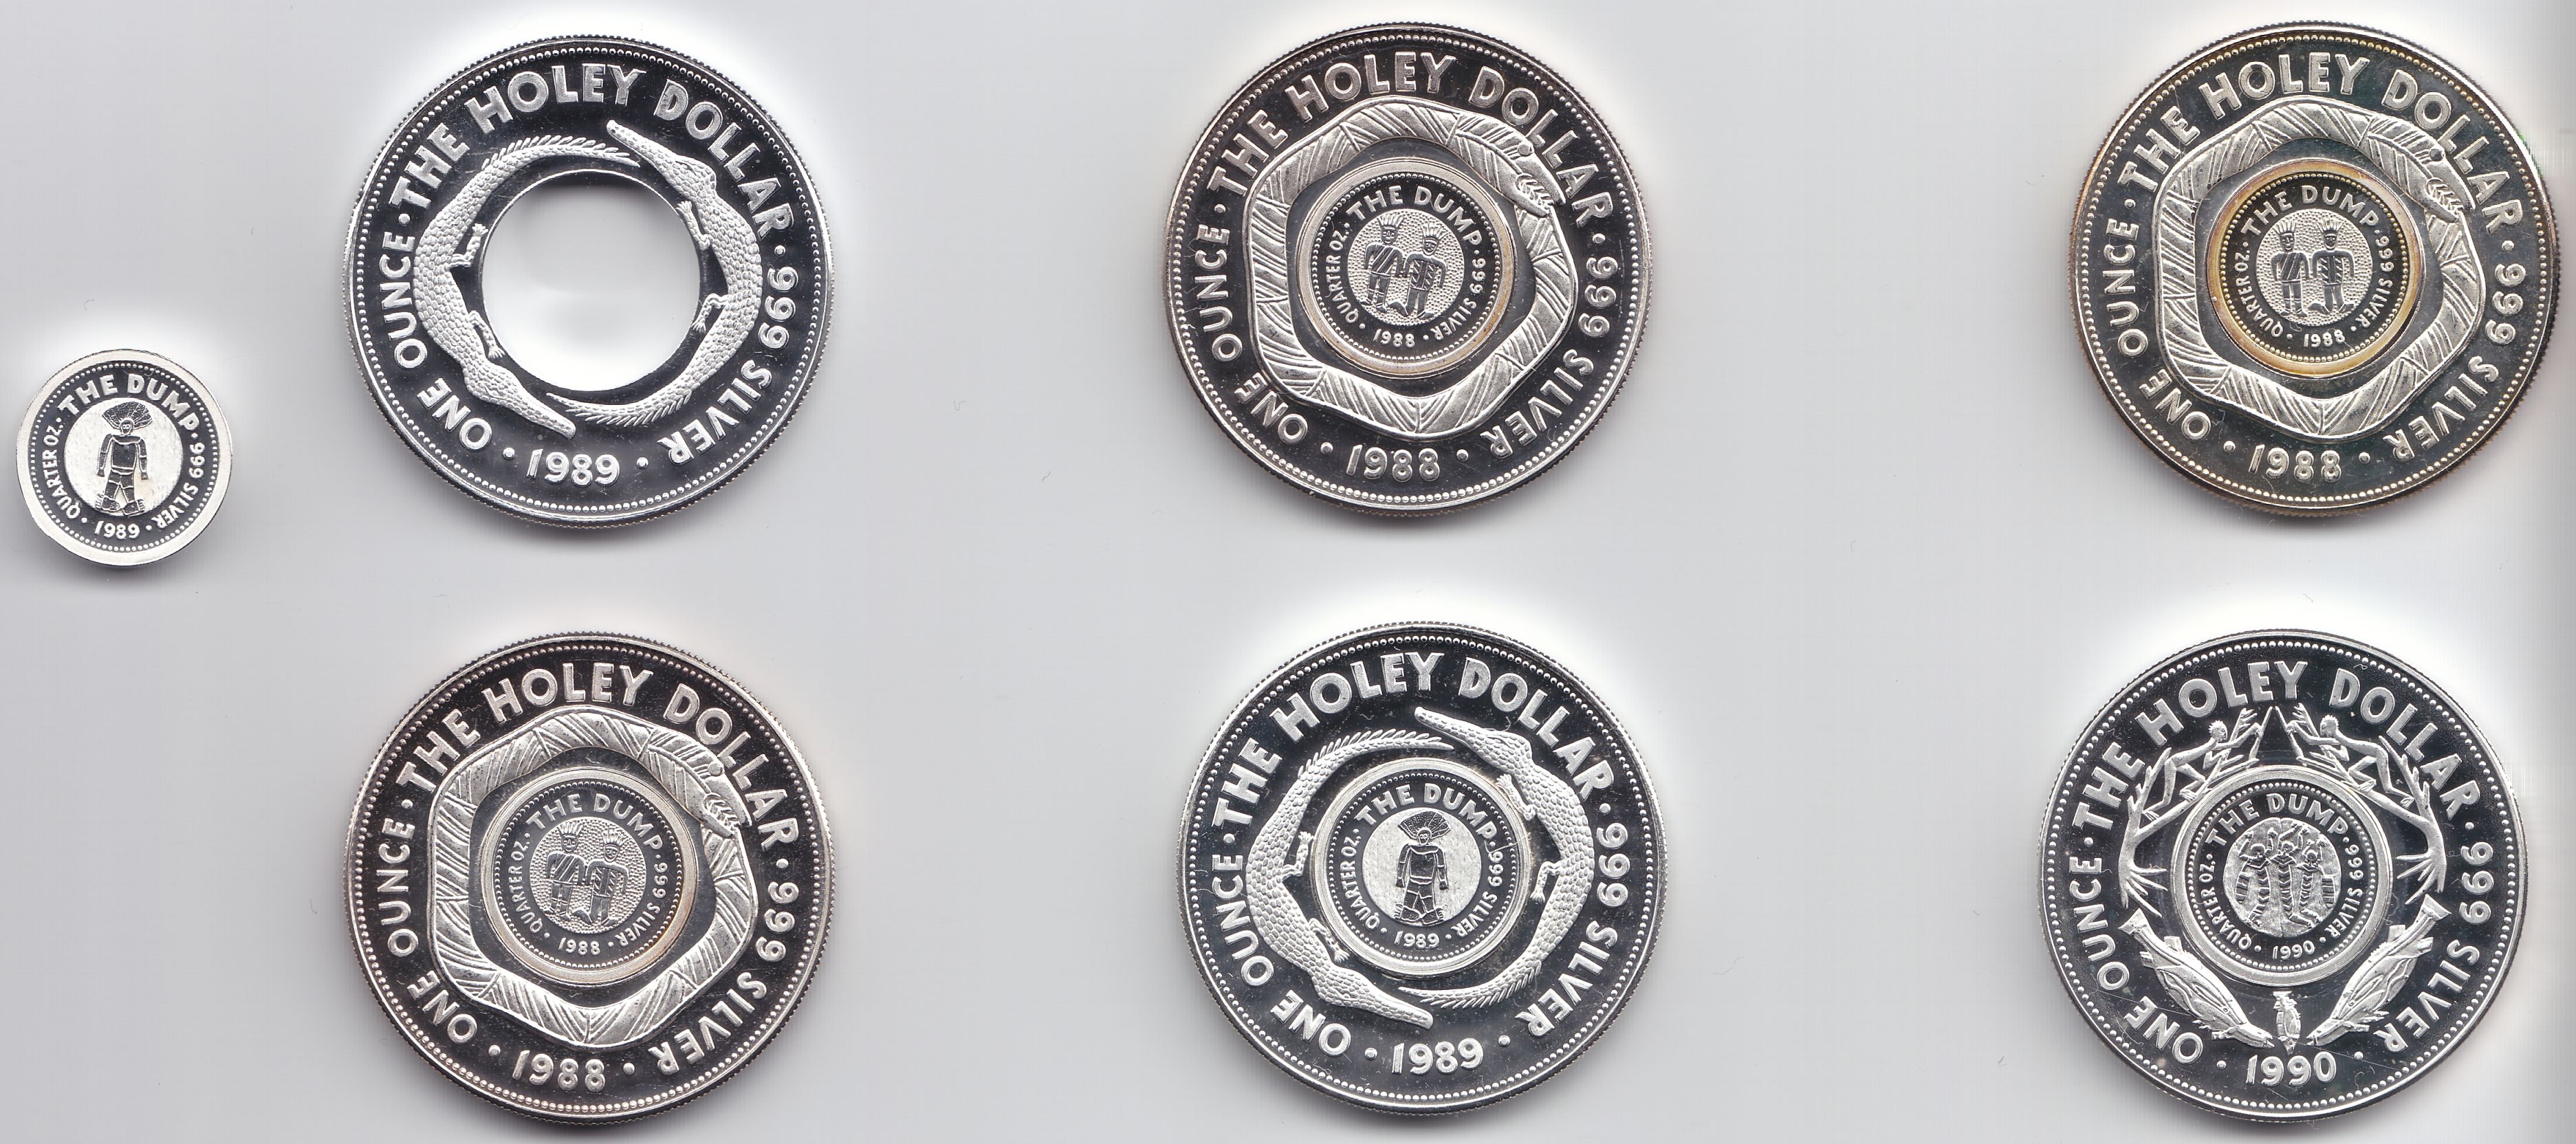 THE DUMP · 999 SILVER · 1989 · QUARTER OZ. ·
THE HOLEY DOLLAR · 999 SILVER · 1989 · ONE OUNCE ·
THE HOLEY DOLLAR · 999 SILVER · 1988 · ONE OUNCE ·
THE DUMP · 999 SILVER · 1988 · QUARTER OZ. ·
THE HOLEY DOLLAR · 999 SILVER · 1988 · ONE OUNCE ·
THE DUMP · 999 SILVER · 1988 · QUARTER OZ. ·
THE HOLEY DOLLAR · 999 SILVER · 1988 · ONE OUNCE ·
THE DUMP · 999 SILVER · 1988 · QUARTER OZ. ·
THE HOLEY DOLLAR · 999 SILVER · 1989 · ONE OUNCE ·
THE DUMP · 999 SILVER · 1989 · QUARTER OZ. ·
THE HOLEY DOLLAR · 999 SILVER · 1990 · ONE OUNCE ·
THE DUMP · 999 SILVER · 1990 · QUARTER OZ. ·